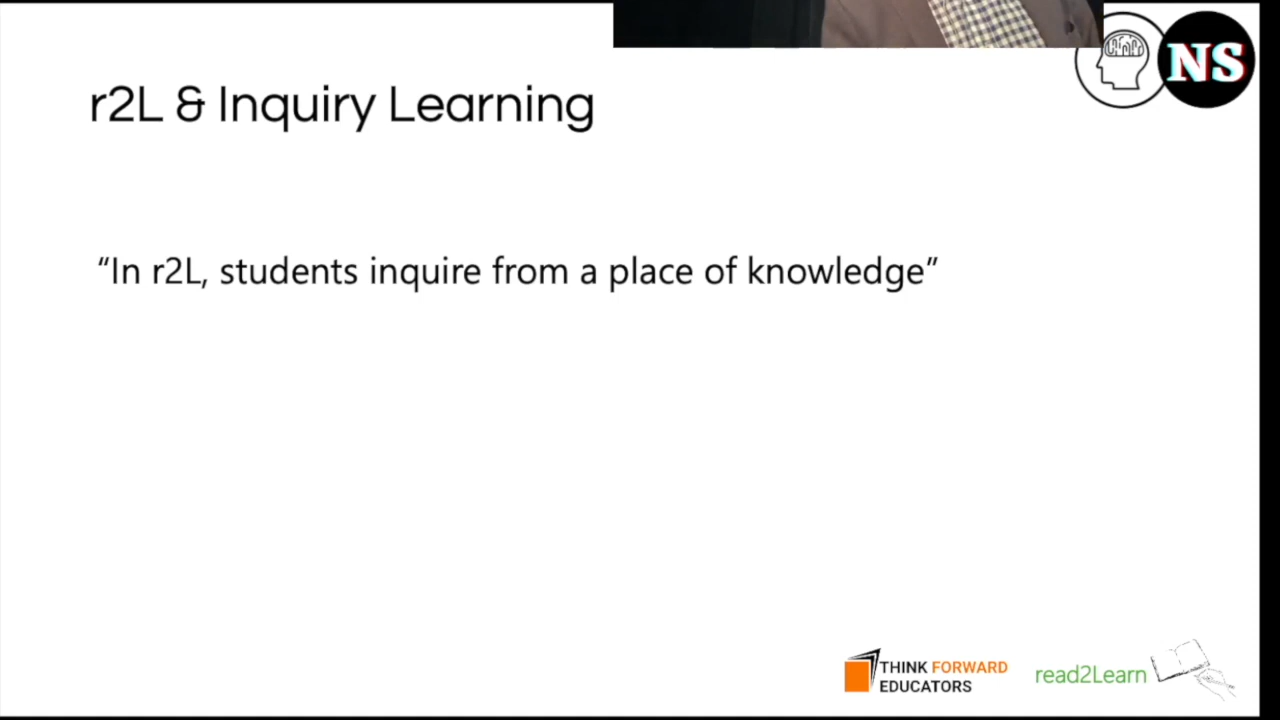 NS
r2L & Inquiry Learning
“In r2L, students inquire from a place of knowledge”
THINK FORWARD
EDUCATORS
read2Learn